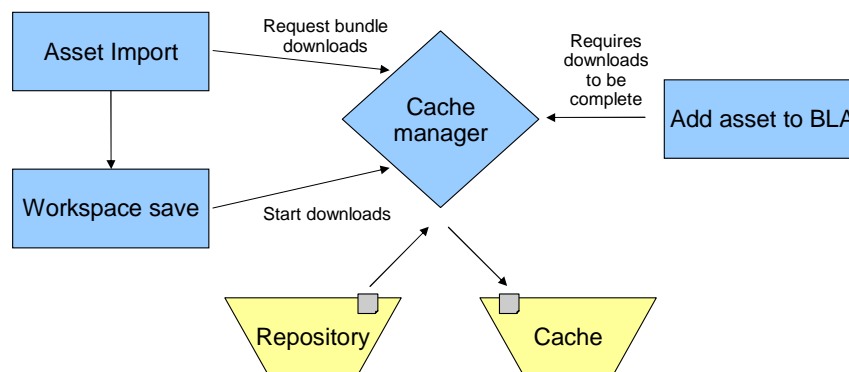 Asset Import
Request bundle
downloads
Requires
downloads
to be
complete
Cache
manager
Add asset to BLA
Workspace save
Start downloads
Repository
Cache